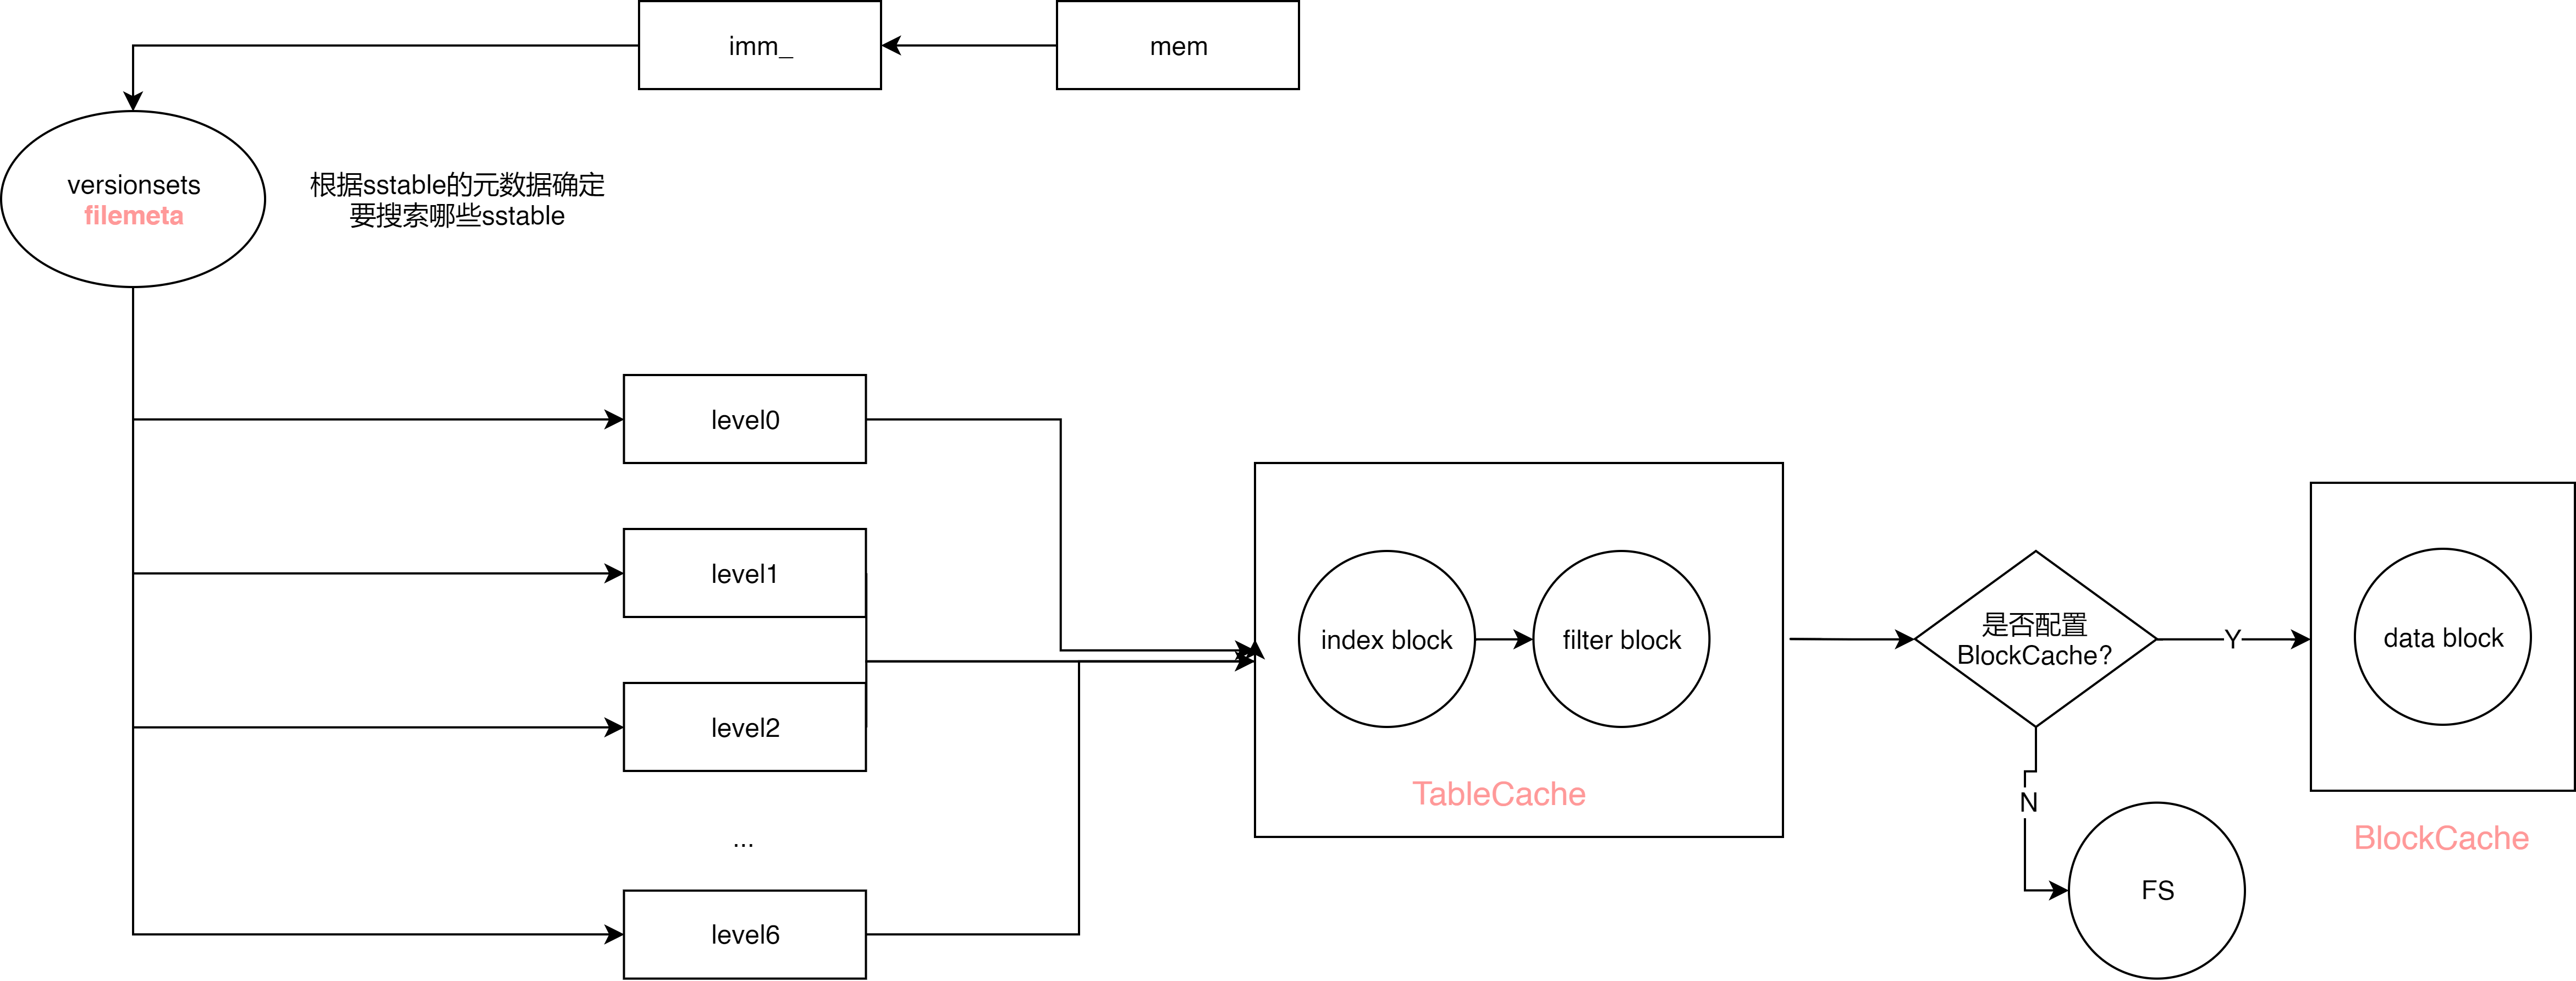 imm_
mem
versionsets
filemeta
根据sstable的元数据确定
要搜索哪些sstable
level0
level1
level2
...
level6
index block
filter block
TableCache
是否配置
BlockCache?
Y
N
FS
data block
BlockCache